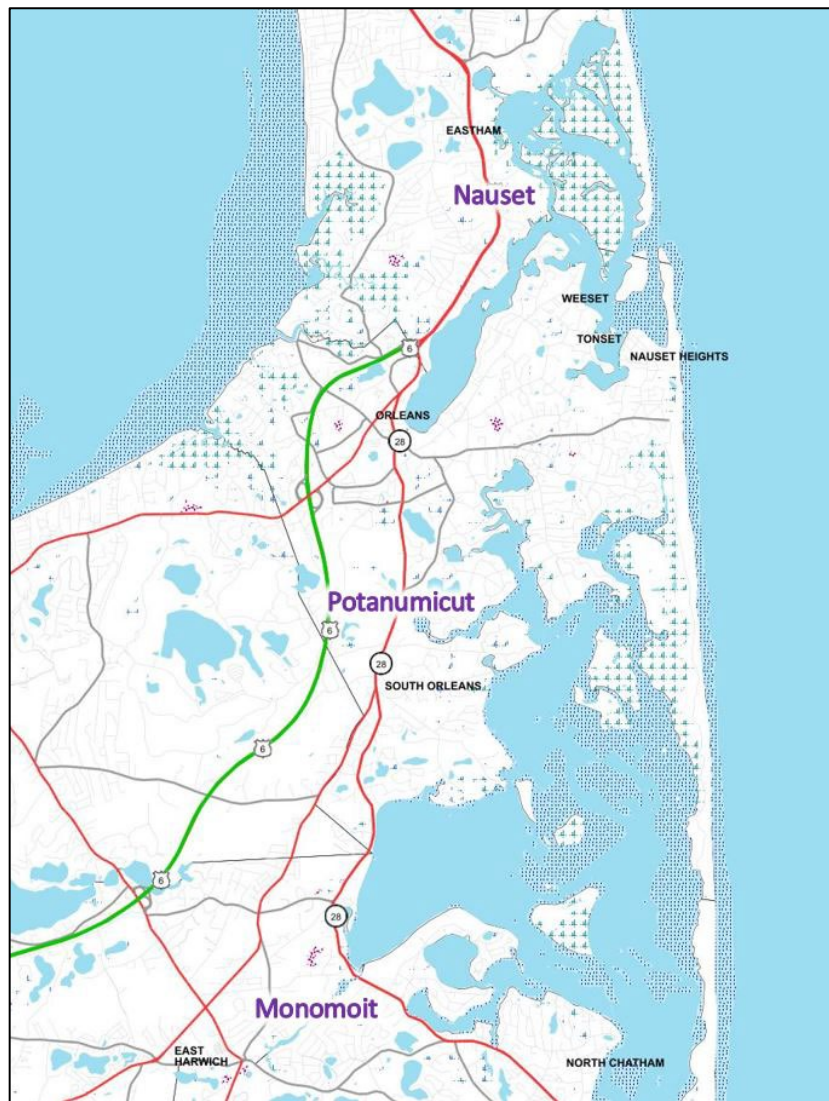 EASTHAM
Nauset
WEESET
TONSET
NAUSET HEIGHTS
6
ORLEANS
28
Potanumicut
6
28
SOUTH ORLEANS
6
6
28
Monomoit
EAST
HARWICH
NORTH CHATHAM